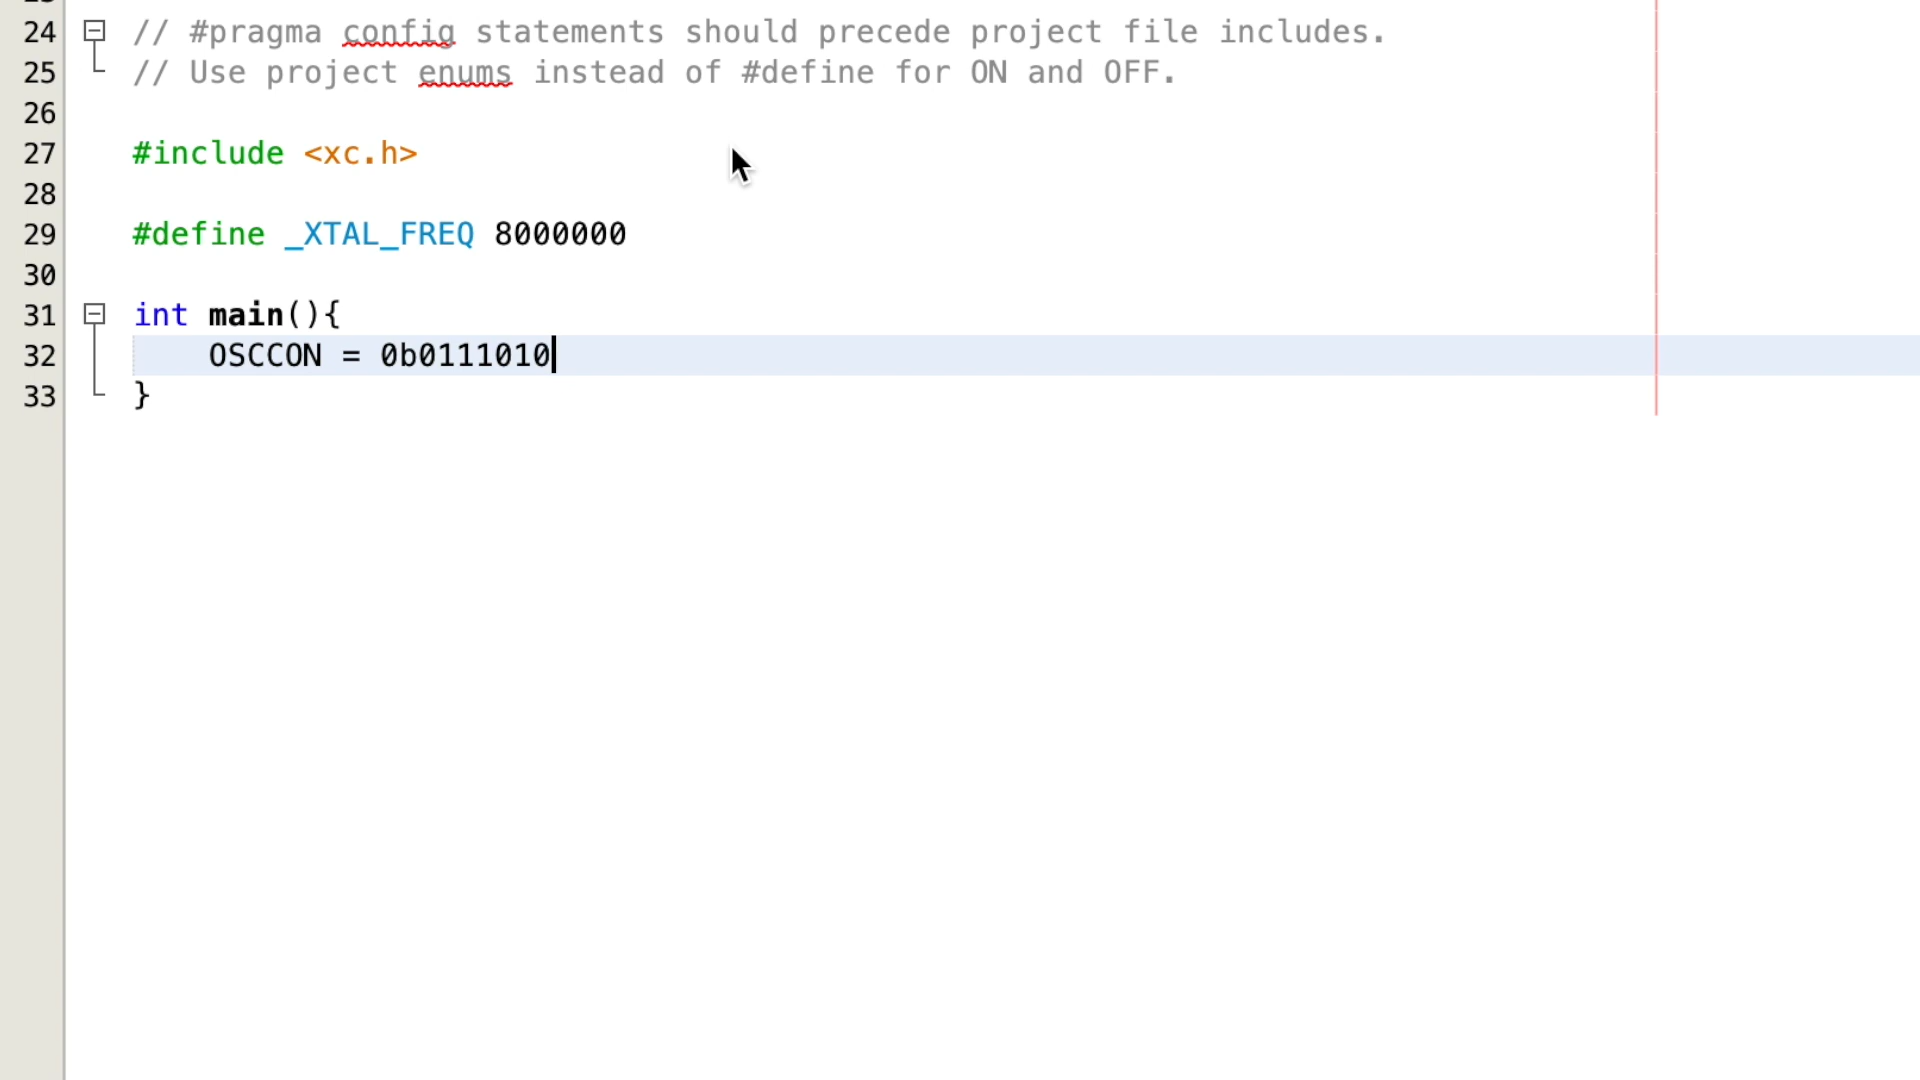 24 // #pragma config statements should precede project file includes.
25 // Use project enums instead of #define for ON and OFF.
26
27 #include <xc.h>
28
29 #define _XTAL_FREQ 8000000
30
31 int main(){
32 OSCCON = 0b0111010
33 }